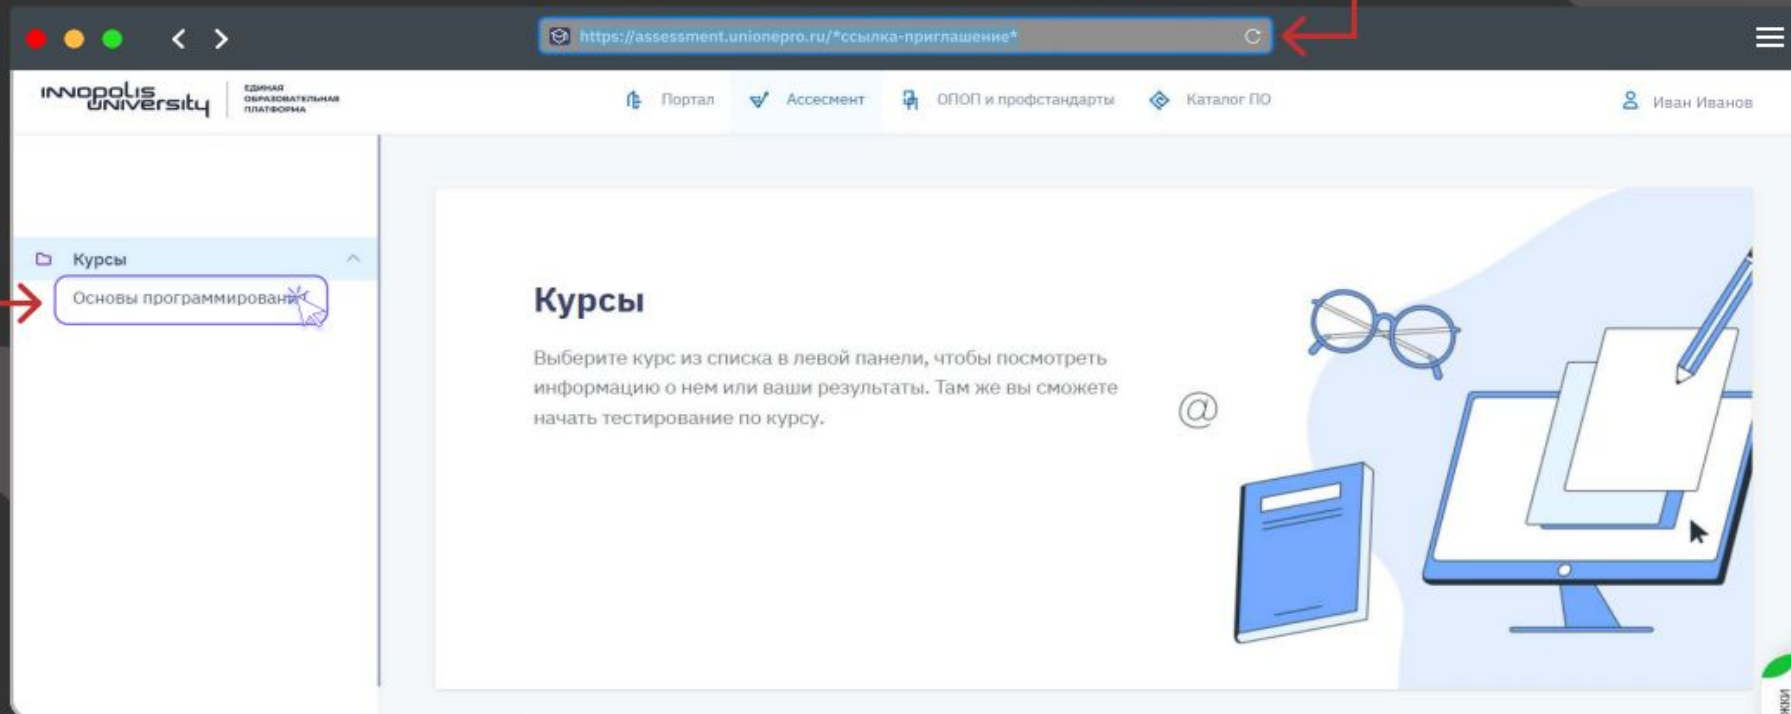 https://assessment.unionepro.ru/*ссылка-приглашение*
INNOPOLIS UNIVERSITY
ЕДИНАЯ
ОБРАЗОВАТЕЛЬНАЯ
ПЛАТФОРМА
Портал
Ассесмент
ОПОП и профстандарты
Каталог ПО
Иван Иванов
Курсы
Основы программирования
Курсы
Выберите курс из списка в левой панели, чтобы посмотреть
информацию о нем или ваши результаты. Там же вы сможете
начать тестирование по курсу.
@